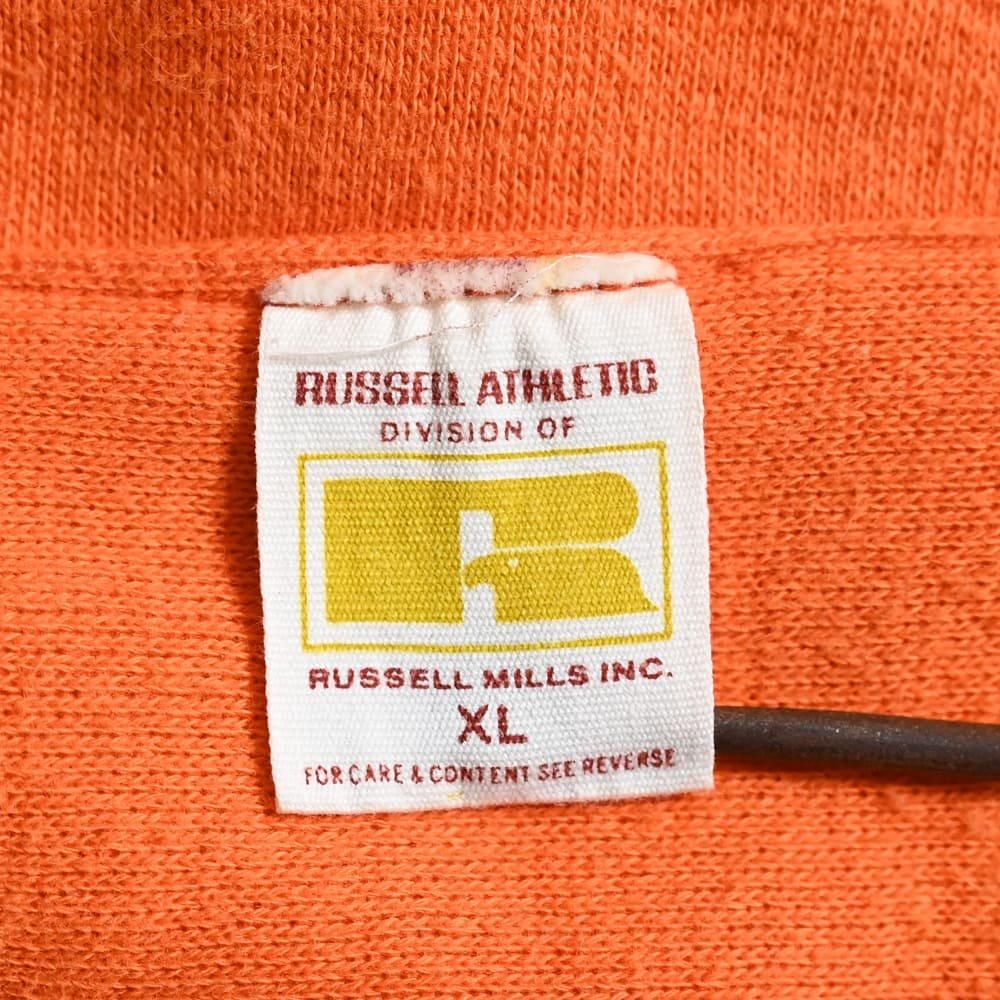 RUSSELL ATHLETIC
DIVISION OF
R
RUSSELL MILLS INC.
XL
FOR CARE & CONTENT SEE REVERSE